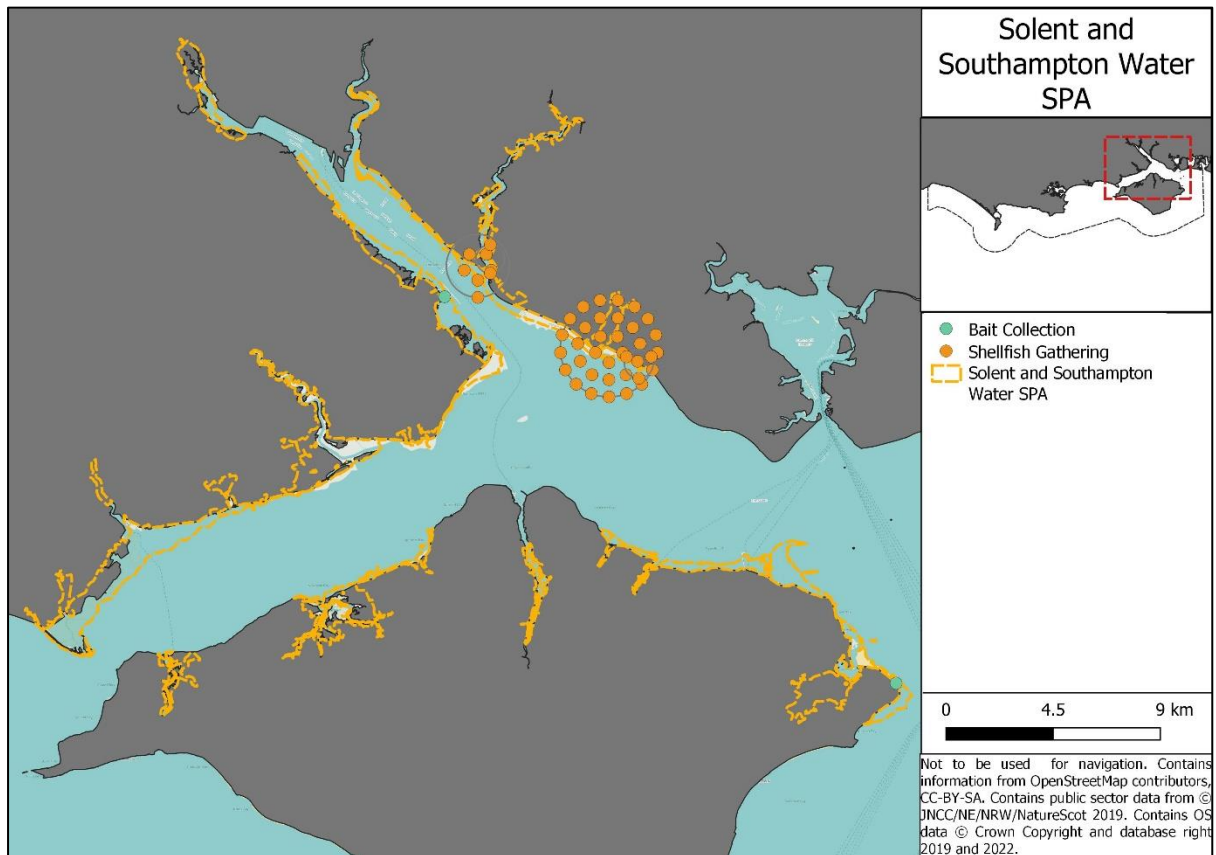 Solent and
Southampton Water
SPA
Bait Collection
Shellfish Gathering
Solent and Southampton
Water SPA
0 4.5 9 km
Not to be used for navigation. Contains
information from OpenStreetMap contributors,
CC-BY-SA. Contains public sector data from ©
JNCC/NE/NRW/NatureScot 2019. Contains OS
data © Crown Copyright and database right
2019 and 2022.